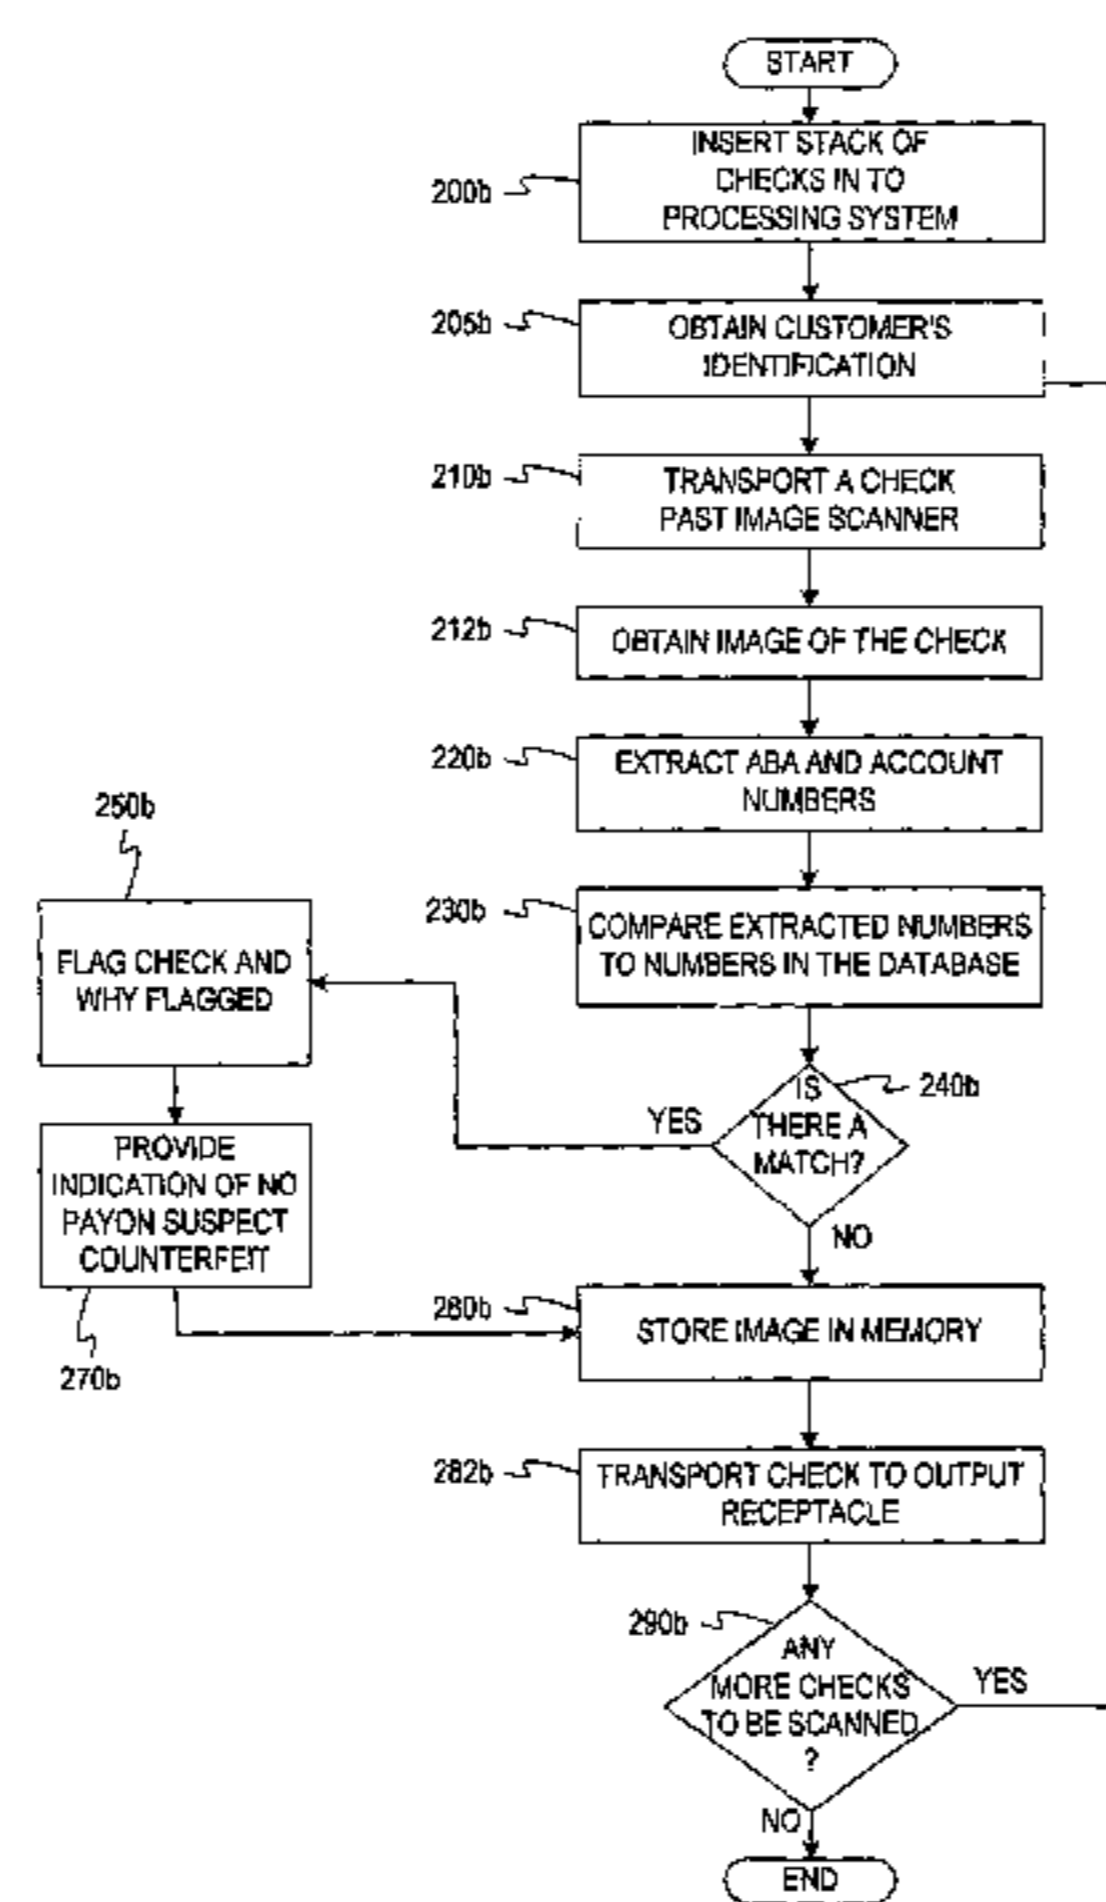 START
INSERT STACK OF
CHECKS IN TO
PROCESSING SYSTEM
200b
205b
OBTAIN CUSTOMER'S
IDENTIFICATION
210b
TRANSPORT A CHECK
PAST IMAGE SCANNER
212b
OBTAIN IMAGE OF THE CHECK
220b
EXTRACT ABA AND ACCOUNT
NUMBERS
230b
COMPARE EXTRACTED NUMBERS
TO NUMBERS IN THE DATABASE
240b
IS
THERE A
MATCH?
YES
NO
250b
FLAG CHECK AND
WHY FLAGGED
PROVIDE
INDICATION OF NO
PAYON SUSPECT
COUNTERFEIT
270b
280b
STORE IMAGE IN MEMORY
282b
TRANSPORT CHECK TO OUTPUT
RECEPTACLE
290b
ANY
MORE CHECKS
TO BE SCANNED
?
YES
NO
END